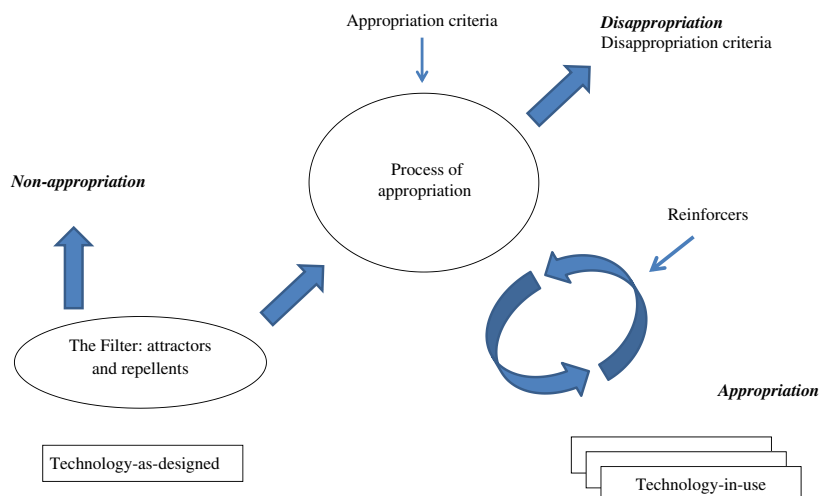 Appropriation criteria
Disappropriation
Disappropriation criteria
Process of
appropriation
Non-appropriation
Reinforcers
The Filter: attractors
and repellents
Appropriation
Technology-as-designed
Technology-in-use